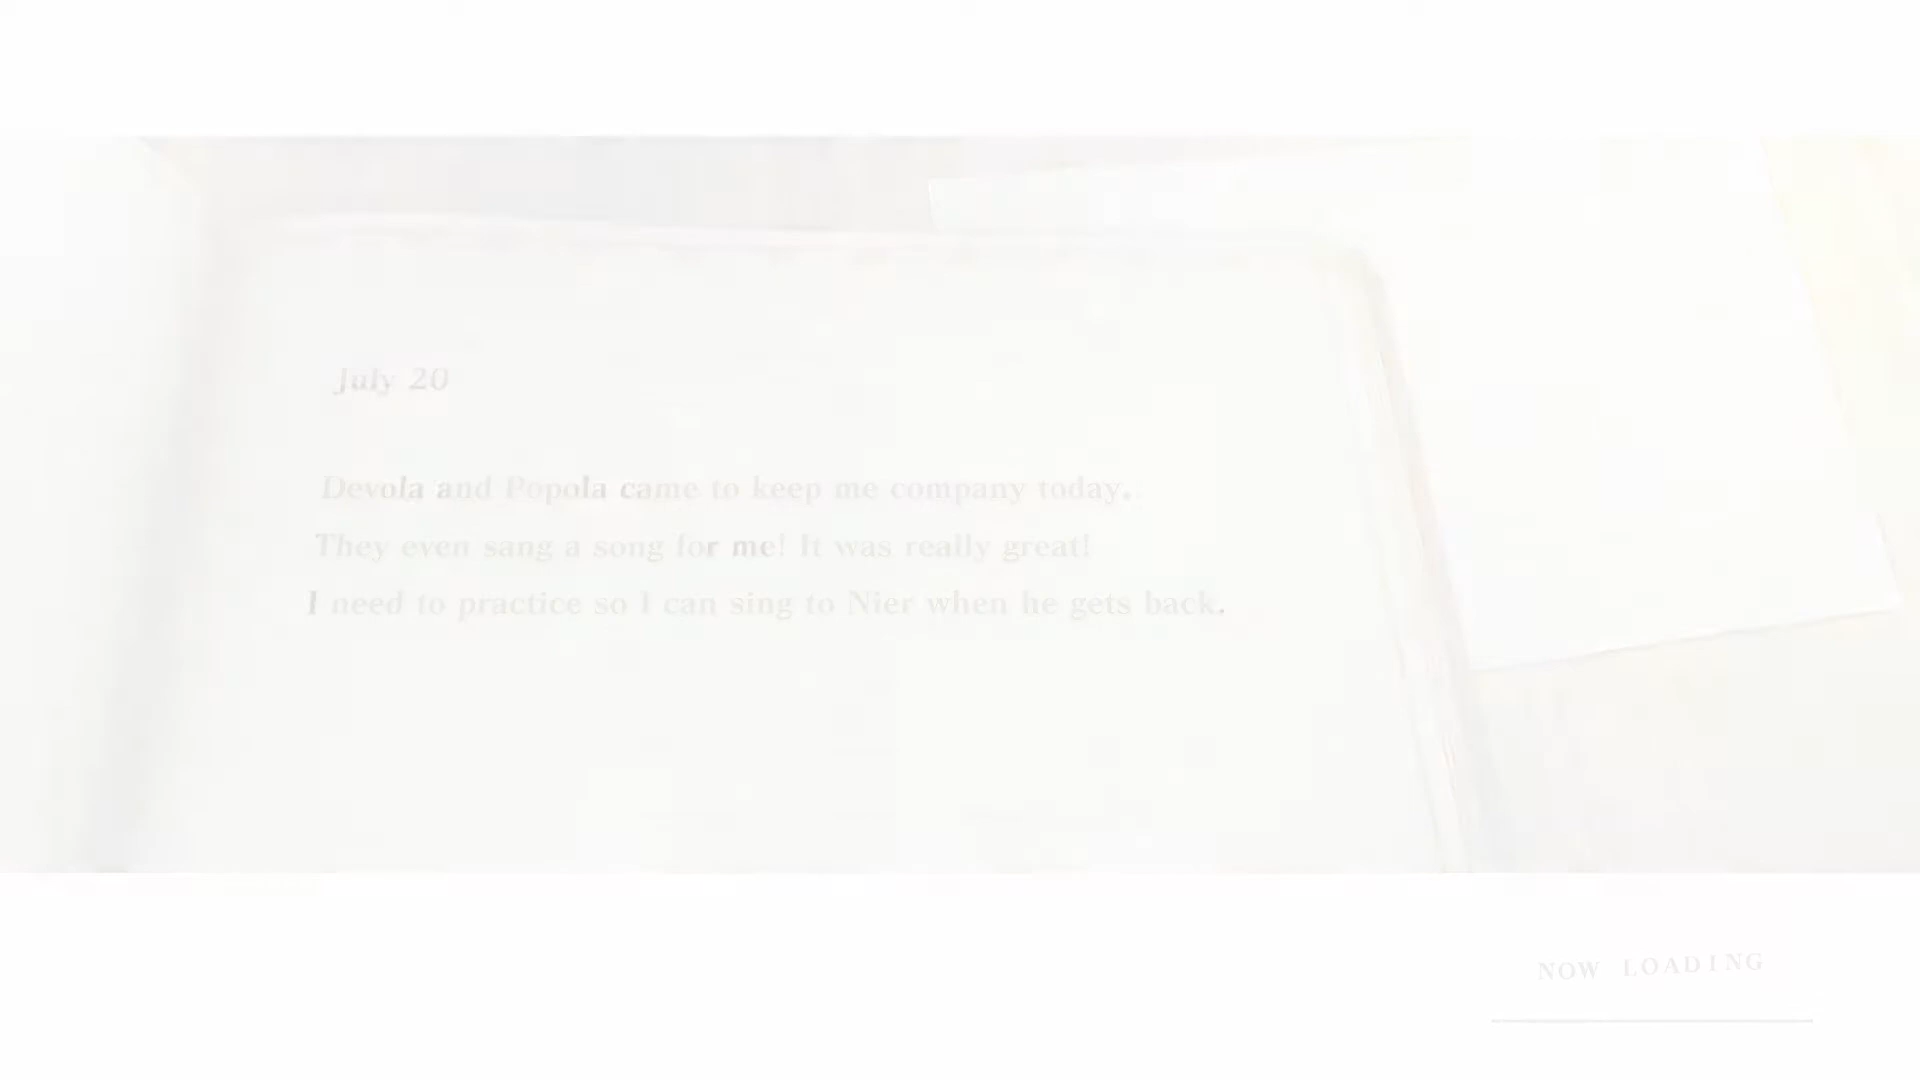 July 20
Devola and Popola came to keep me company today.
They even sang a song for me! It was really great!
I need to practice so I can sing to Nier when he gets back.
NOW LOADING